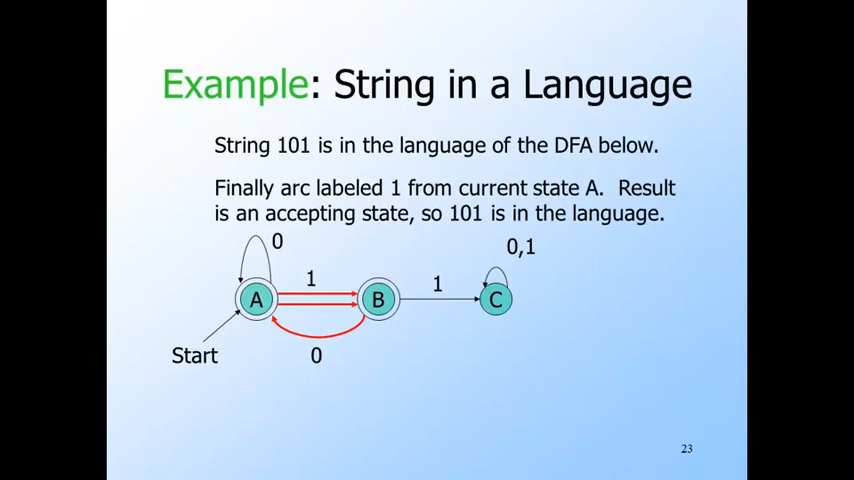 Example: String in a Language
String 101 is in the language of the DFA below.
Finally arc labeled 1 from current state A. Result
is an accepting state, so 101 is in the language.
0
0,1
1
1
A
B
C
Start
0
23